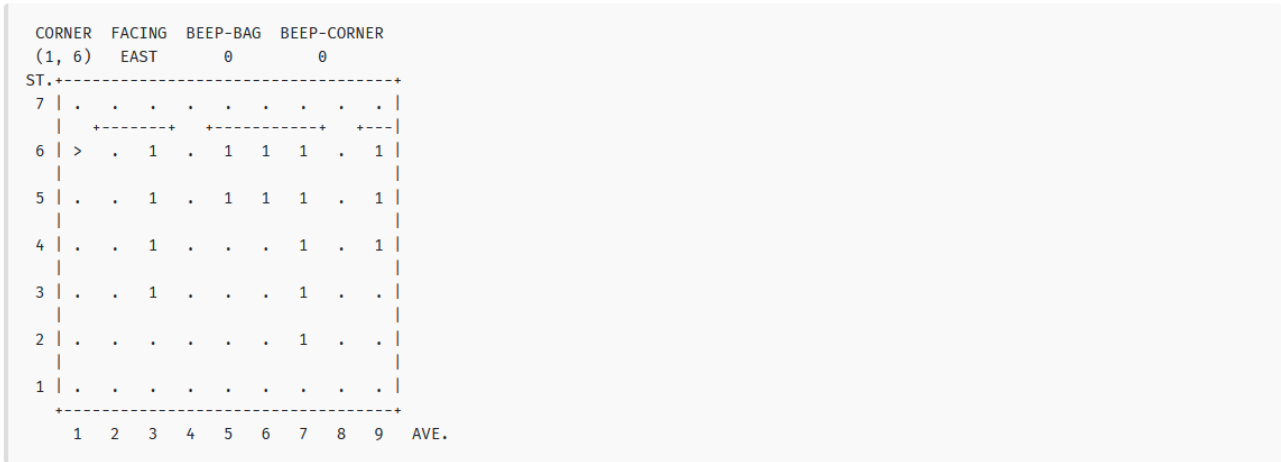 CORNER  FACING  BEEP-BAG  BEEP-CORNER
(1, 6)   EAST       0         0
ST.+-----------------------------------+
 7 | .   .   .   .   .   .   .   .   . |
   |   +-------+   +-----------+   +---|
 6 | >   .   1   .   1   1   1   .   1 |
   |                                   |
 5 | .   .   1   .   1   1   1   .   1 |
   |                                   |
 4 | .   .   1   .   .   .   1   .   1 |
   |                                   |
 3 | .   .   1   .   .   .   1   .   . |
   |                                   |
 2 | .   .   .   .   .   .   1   .   . |
   |                                   |
 1 | .   .   .   .   .   .   .   .   . |
   +-----------------------------------+
     1   2   3   4   5   6   7   8   9   AVE.